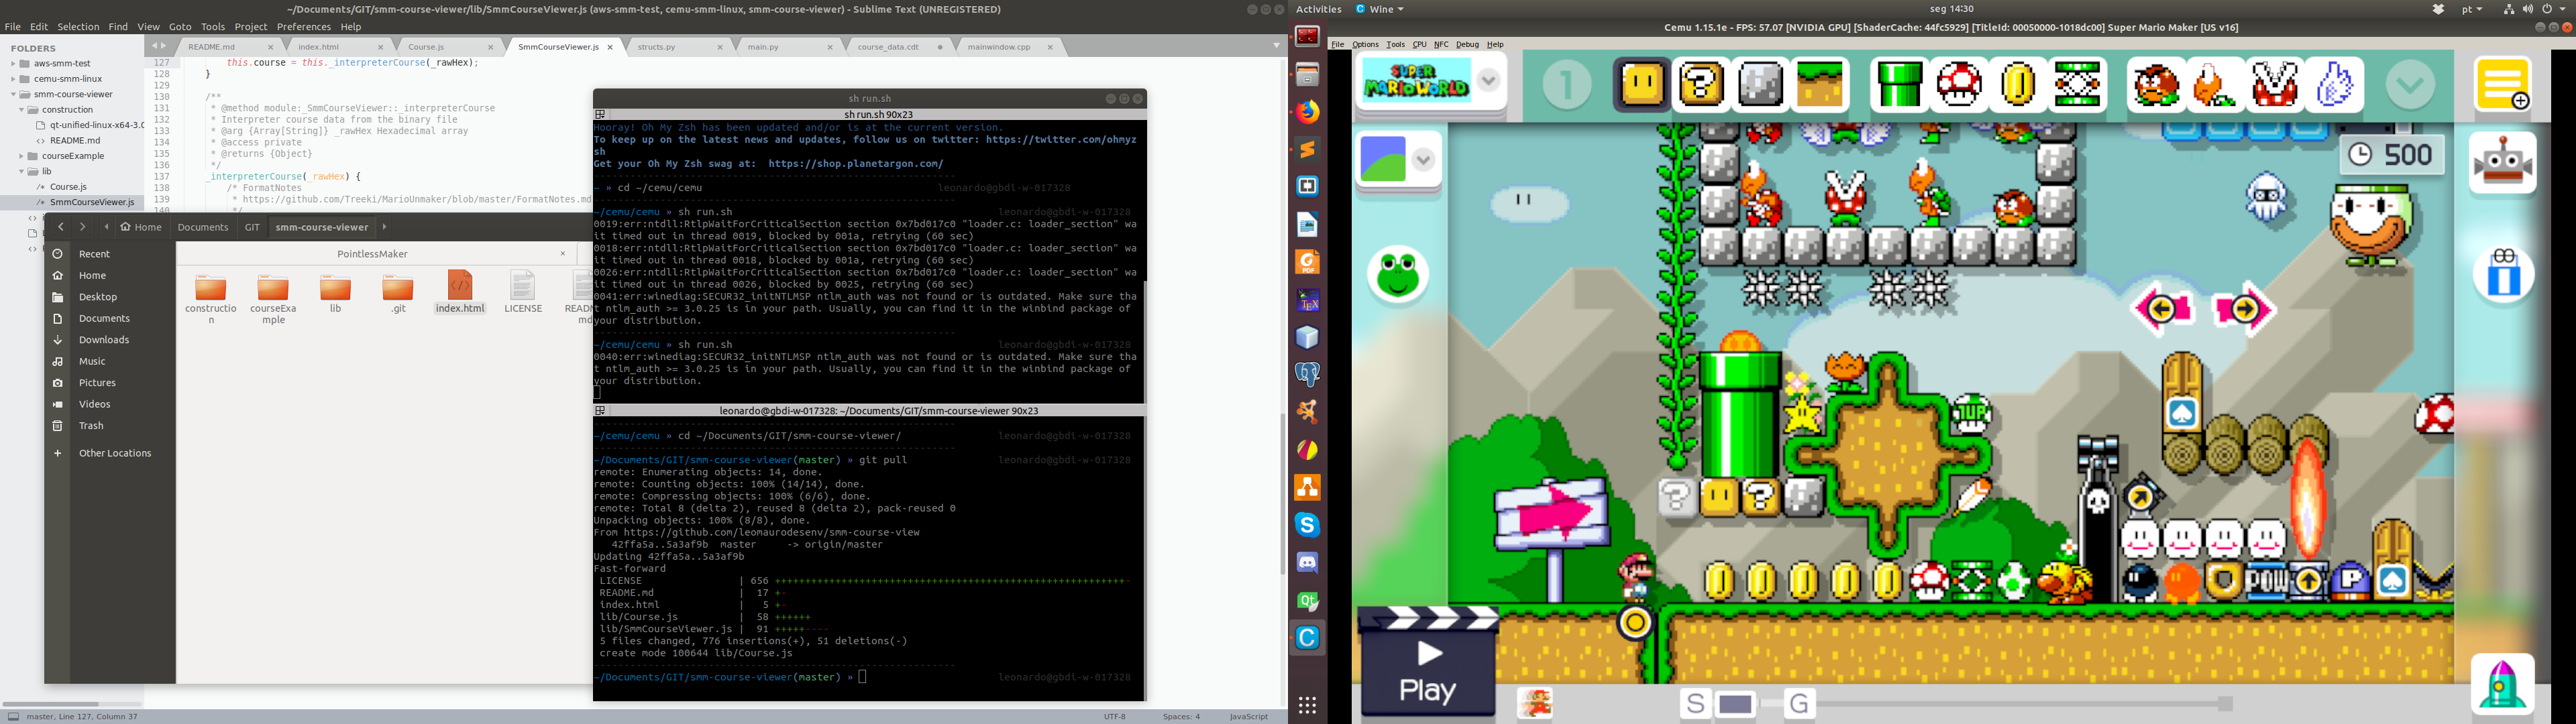 ~/Documents/GIT/smm-course-viewer/lib/SmmCourseViewer.js (aws-smm-test, cemu-smm-linux, smm-course-viewer) - Sublime Text (UNREGISTERED)
File Edit Selection Find View Goto Tools Project Preferences Help
FOLDERS
aws-smm-test
cemu-smm-linux
smm-course-viewer
construction
qt-unified-linux-x64-3.0
README.md
courseExample
lib
Course.js
SmmCourseViewer.js
README.md
index.html
Course.js
SmmCourseViewer.js
structs.py
main.py
course_data.cdt
mainwindow.cpp
127 this.course = this._interpreterCourse(_rawHex);
128 }
129
130 /**
131 * @method module:_SmmCourseViewer::_interpreterCourse
132 * Interpreter course data from the binary file
133 * @arg {Array[String]} _rawHex Hexadecimal array
134 * @access private
135 * @returns {Object}
136 */
137 _interpreterCourse(_rawHex) {
138 /* FormatNotes
139 * https://github.com/Treeki/MarioUnmaker/blob/master/FormatNotes.md
140 */
Home Documents GIT smm-course-viewer
Recent
Home
Desktop
Documents
Downloads
Music
Pictures
Videos
Trash
Other Locations
PointlessMaker
constructio
n
courseExa
mple
lib
.git
index.html
LICENSE
READ
md
sh run.sh
sh run.sh 90x23
Hooray! Oh My Zsh has been updated and/or is at the current version.
To keep up on the latest news and updates, follow us on twitter: https://twitter.com/ohmyz
sh
Get your Oh My Zsh swag at: https://shop.planetargon.com/
~ » cd ~/cemu/cemu leonardo@gbdi-w-017328
~/cemu/cemu » sh run.sh leonardo@gbdi-w-017328
0019:err:ntdll:RtlpWaitForCriticalSection section 0x7bd017c0 "loader.c: loader_section" wa
it timed out in thread 0019, blocked by 001a, retrying (60 sec)
0018:err:ntdll:RtlpWaitForCriticalSection section 0x7bd017c0 "loader.c: loader_section" wa
it timed out in thread 0018, blocked by 001a, retrying (60 sec)
0026:err:ntdll:RtlpWaitForCriticalSection section 0x7bd017c0 "loader.c: loader_section" wa
it timed out in thread 0026, blocked by 0025, retrying (60 sec)
0041:err:winediag:SECUR32_initNTLMSP ntlm_auth was not found or is outdated. Make sure tha
t ntlm_auth >= 3.0.25 is in your path. Usually, you can find it in the winbind package of
your distribution.
~/cemu/cemu » sh run.sh leonardo@gbdi-w-017328
0040:err:winediag:SECUR32_initNTLMSP ntlm_auth was not found or is outdated. Make sure tha
t ntlm_auth >= 3.0.25 is in your path. Usually, you can find it in the winbind package of
your distribution.
leonardo@gbdi-w-017328: ~/Documents/GIT/smm-course-viewer 90x23
~/cemu/cemu » cd ~/Documents/GIT/smm-course-viewer/ leonardo@gbdi-w-017328
~/Documents/GIT/smm-course-viewer(master) » git pull leonardo@gbdi-w-017328
remote: Enumerating objects: 14, done.
remote: Counting objects: 100% (14/14), done.
remote: Compressing objects: 100% (6/6), done.
remote: Total 8 (delta 2), reused 8 (delta 2), pack-reused 0
Unpacking objects: 100% (8/8), done.
From https://github.com/leomaurodesenv/smm-course-view
42ffa5a..5a3af9b master -> origin/master
Updating 42ffa5a..5a3af9b
Fast-forward
LICENSE | 656 ++++++++++++++++++++++++++++++++++++++++++++++++++++++++++-
README.md | 17 +-
index.html | 5 +-
lib/Course.js | 58 ++++++
lib/SmmCourseViewer.js | 91 +++++----
5 files changed, 776 insertions(+), 51 deletions(-)
create mode 100644 lib/Course.js
~/Documents/GIT/smm-course-viewer(master) » leonardo@gbdi-w-017328
master, Line 127, Column 37
UTF-8
Spaces: 4
JavaScript
Activities
Wine
seg 14:30
pt
Cemu 1.15.1e - FPS: 57.07 [NVIDIA GPU] [ShaderCache: 44fc5929] [TitleId: 00050000-1018dc00] Super Mario Maker [US v16]
File Options Tools CPU NFC Debug Help
SUPER
MARIO WORLD
1
500
1UP
POW
P
Play
S
G
PDF
TEX
Qt